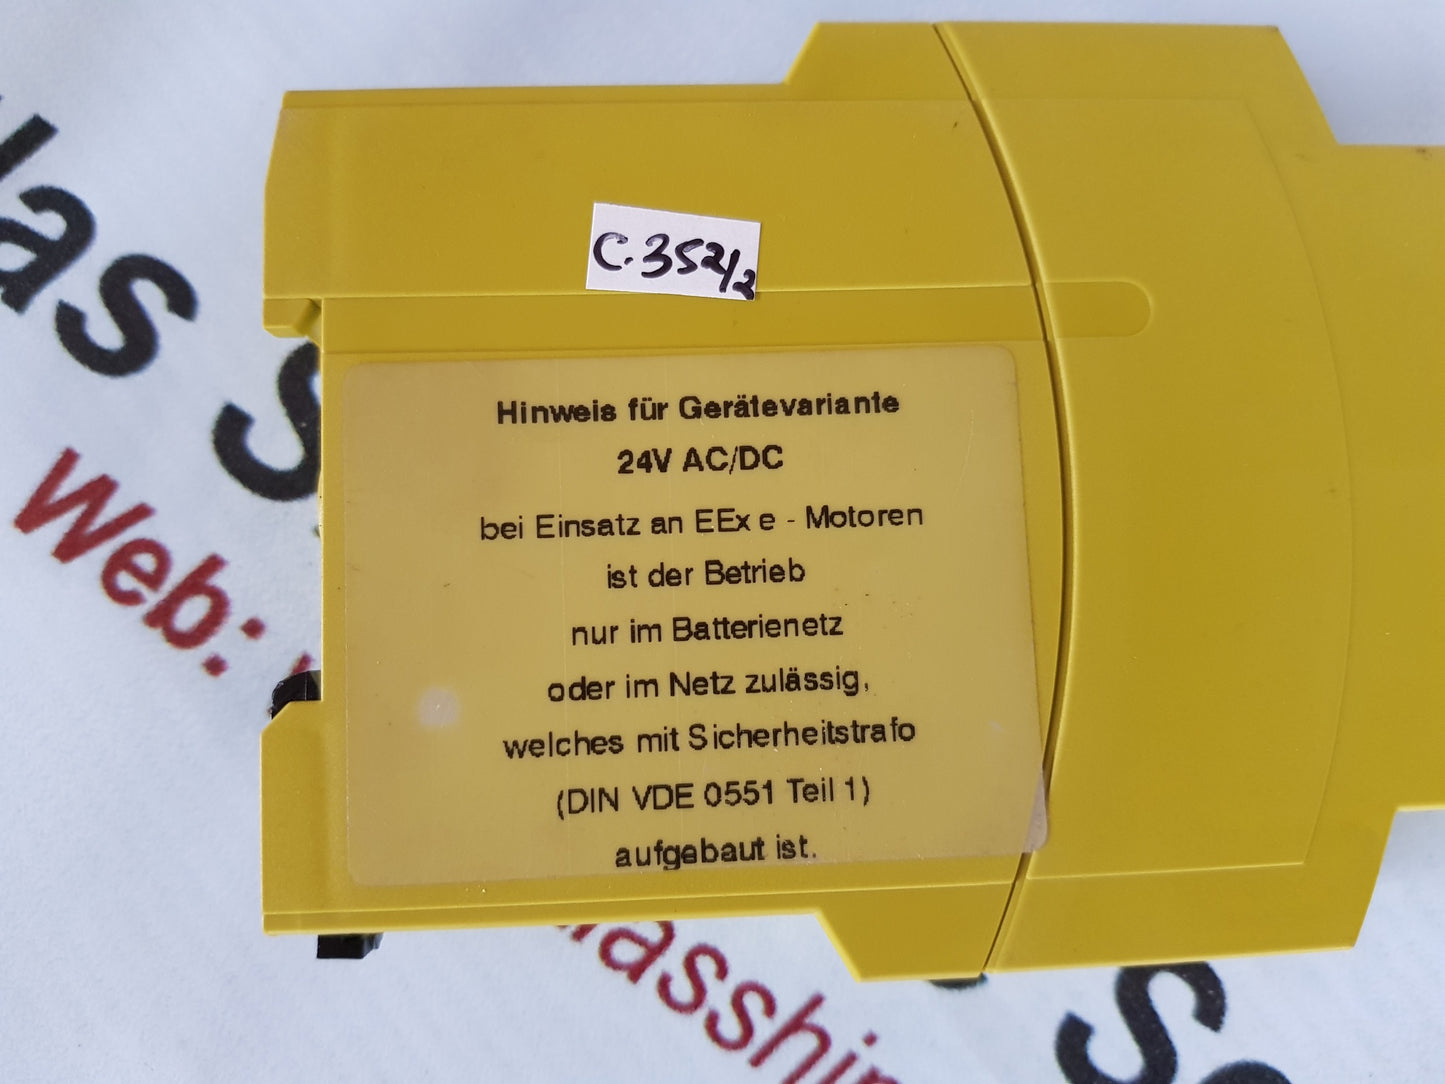 C.352/2
Hinweis für Gerätevariante
24V AC/DC
bei Einsatz an EEx e - Motoren
ist der Betrieb
nur im Batterienetz
oder im Netz zulässig,
welches mit Sicherheitstrafo
(DIN VDE 0551 Teil 1)
aufgebaut ist.
Web: